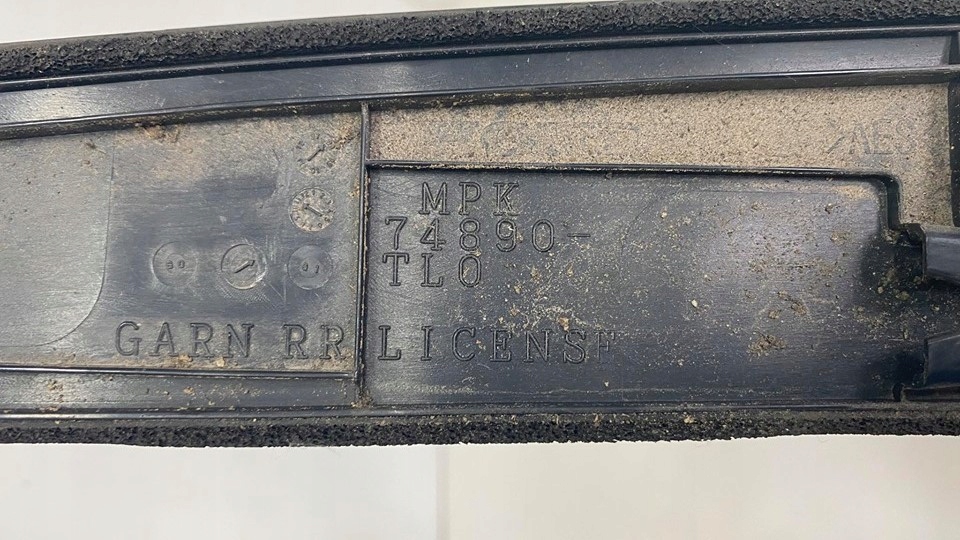 MPK
74890-
TL0
GARN RR LICENSE